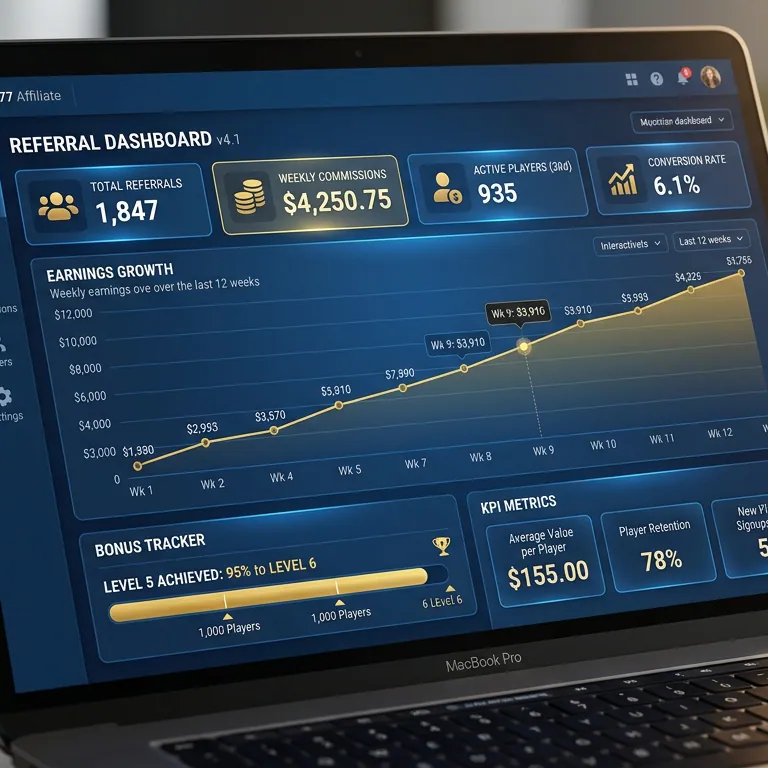 77 Affiliate
REFERRAL DASHBOARD v4.1
TOTAL REFERRALS
1,847
WEEKLY COMMISSIONS
$4,250.75
ACTIVE PLAYERS
935
CONVERSION RATE
6.1%
EARNINGS GROWTH
Weekly earnings ove over the last 12 weeks
Interactivels
Last 12 weeks
$12,000
$10,000
$8,000
$6,000
$4,000
$3,000
0
$1,980
$2,993
$3,570
$5,910
$7,990
Wk 9: $3,910
Wk 9: $3,910
$3,910
$3,993
$4,225
Wk 1
Wk 2
Wk 4
Wk 5
Wk 7
Wk 8
Wk 9
Wk 10
Wk 11
Wk 12
BONUS TRACKER
LEVEL 5 ACHIEVED: 95% to LEVEL 6
1,000 Players
1,000 Players
6 Level 6
KPI METRICS
Average Value
per Player
$155.00
Player Retention
78%
New
MacBook Pro